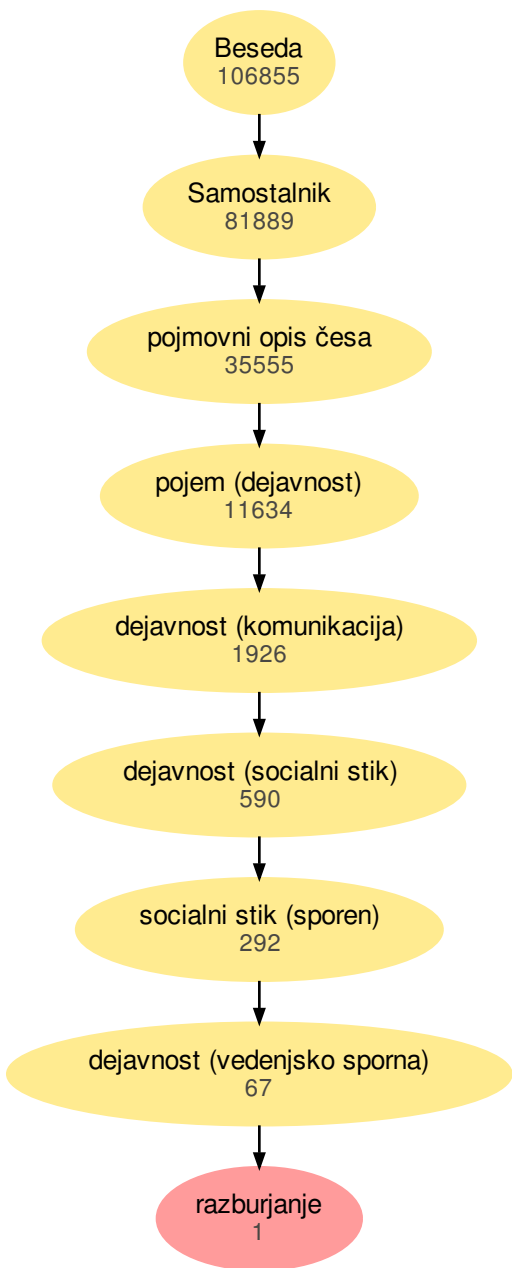 Beseda
106855
Samostalnik
81889
pojmovni opis česa
35555
pojem (dejavnost)
11634
dejavnost (komunikacija)
1926
dejavnost (socialni stik)
590
socialni stik (sporen)
292
dejavnost (vedenjsko sporna)
67
razburjanje
1